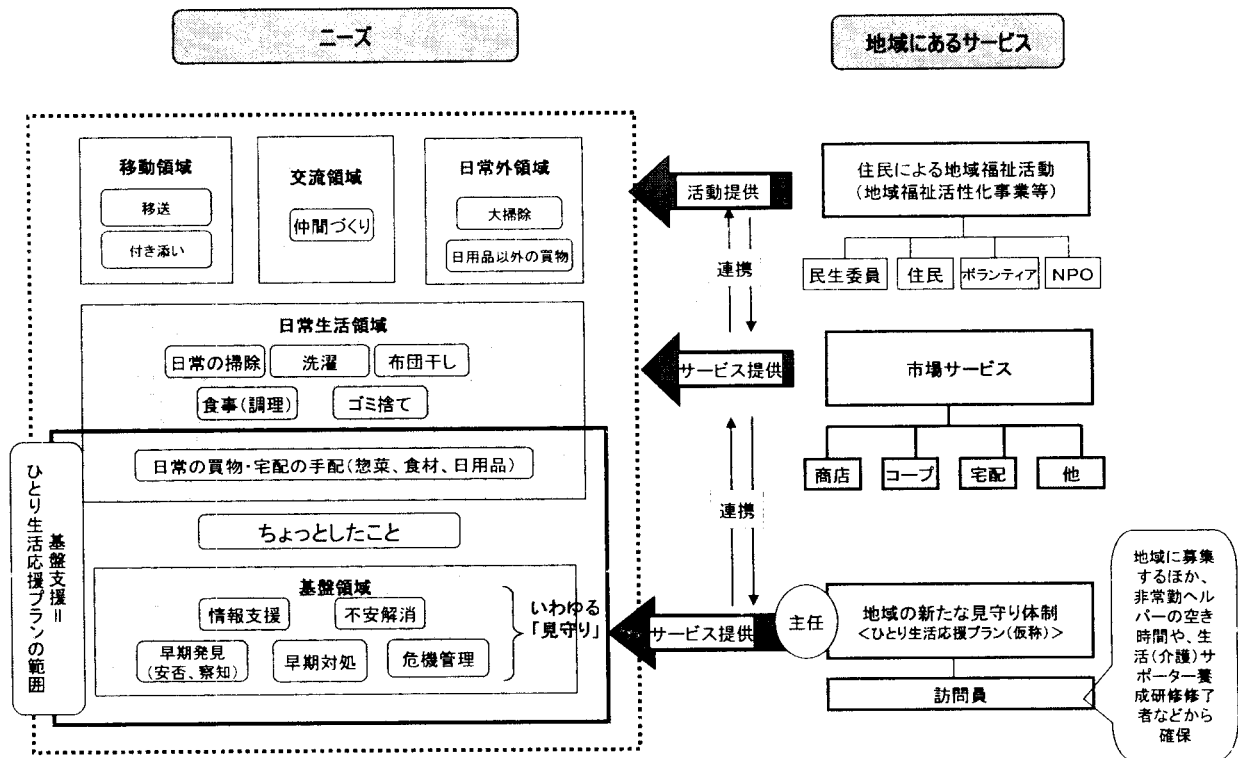 ニーズ
地域にあるサービス
移動領域
移送
付き添い
交流領域
仲間づくり
日常外領域
大掃除
日用品以外の買物
活動提供
住民による地域福祉活動
(地域福祉活性化事業等)
民生委員
住民
ボランティア
NPO
連携
日常生活領域
日常の掃除
洗濯
布団干し
食事(調理)
ゴミ捨て
サービス提供
市場サービス
商店
コープ
宅配
他
日常の買物・宅配の手配(惣菜、食材、日用品)
ちょっとしたこと
連携
基盤支援＝
ひとり生活応援プランの範囲
基盤領域
情報支援
不安解消
早期発見
(安否、察知)
早期対処
危機管理
いわゆる
「見守り」
サービス提供
主任
地域の新たな見守り体制
<ひとり生活応援プラン(仮称)>
訪問員
地域に募集
するほか、
非常勤ヘル
パーの空き
時間や、生
活(介護)サ
ポーター養
成研修修了
者などから
確保